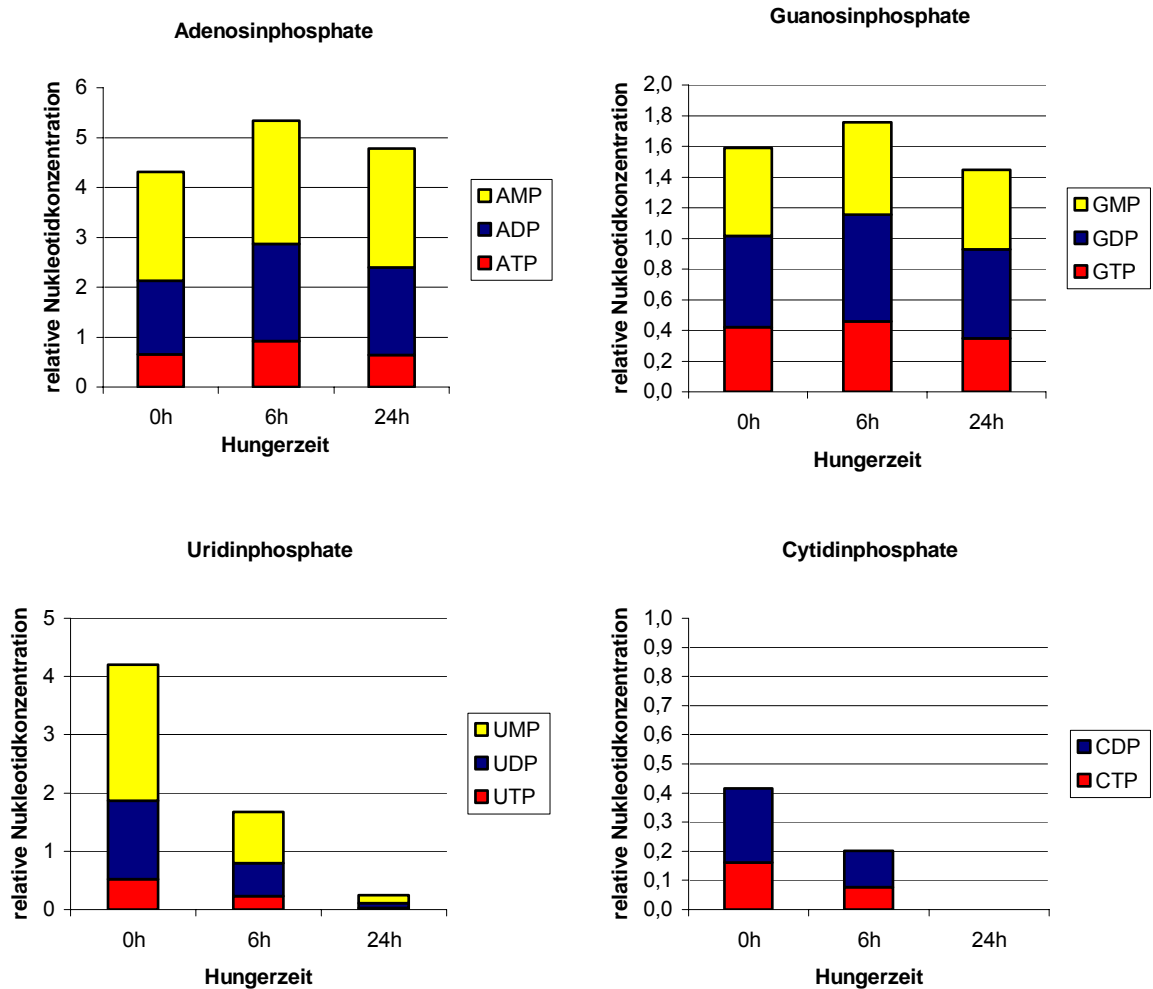 Adenosinphosphate
relative Nukleotidkonzentration
6
5
4
3
2
1
0
0h 6h 24h
Hungerzeit
AMP
ADP
ATP
Guanosinphosphate
relative Nukleotidkonzentration
2,0
1,8
1,6
1,4
1,2
1,0
0,8
0,6
0,4
0,2
0,0
0h 6h 24h
Hungerzeit
GMP
GDP
GTP
Uridinphosphate
relative Nukleotidkonzentration
5
4
3
2
1
0
0h 6h 24h
Hungerzeit
UMP
UDP
UTP
Cytidinphosphate
relative Nukleotidkonzentration
1,0
0,9
0,8
0,7
0,6
0,5
0,4
0,3
0,2
0,1
0,0
0h 6h 24h
Hungerzeit
CDP
CTP